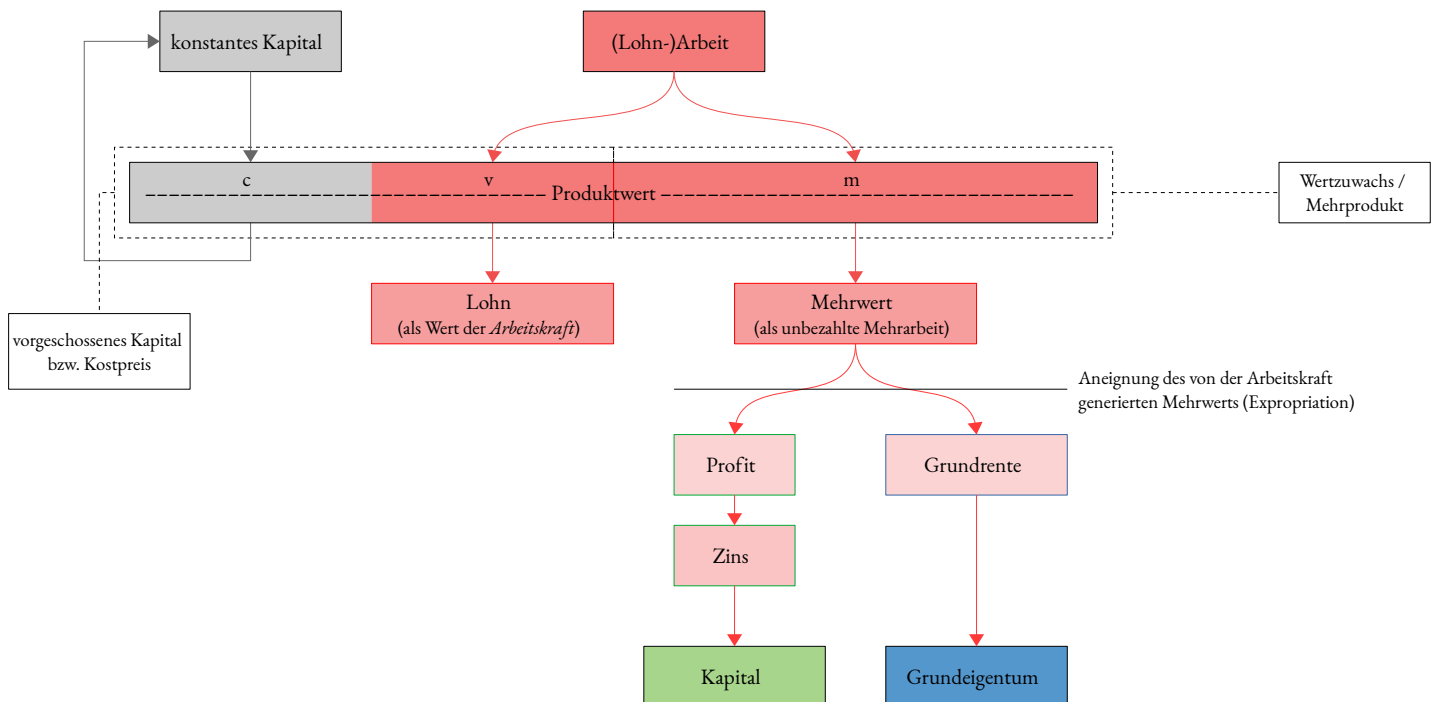 konstantes Kapital
(Lohn-)Arbeit
c
v
m
Produktwert
Wertzuwachs /
Mehrprodukt
Lohn
(als Wert der Arbeitskraft)
Mehrwert
(als unbezahlte Mehrarbeit)
vorgeschossenes Kapital
bzw. Kostpreis
Aneignung des von der Arbeitskraft
generierten Mehrwerts (Expropriation)
Profit
Grundrente
Zins
Kapital
Grundeigentum